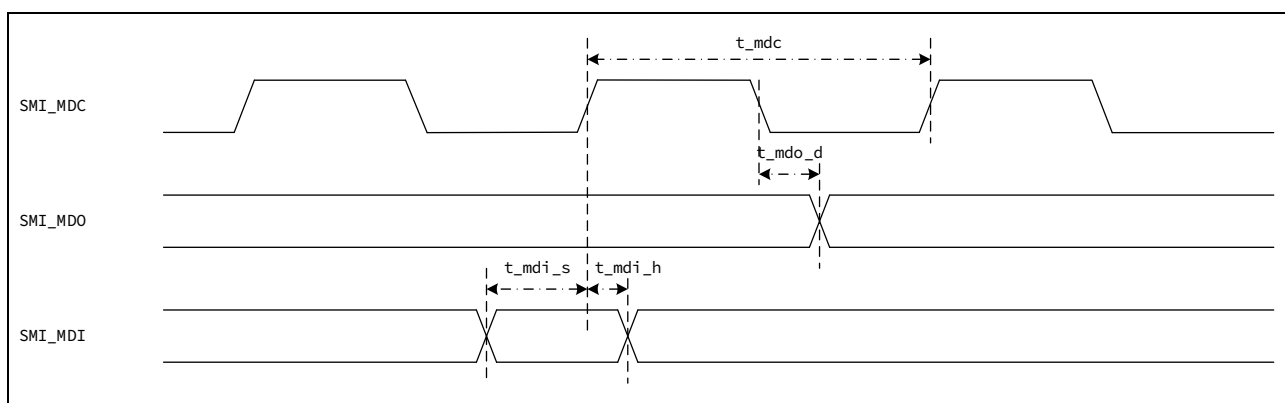 t_mdc
SMI_MDC
t_mdo_d
SMI_MDO
t_mdi_s t_mdi_h
SMI_MDI